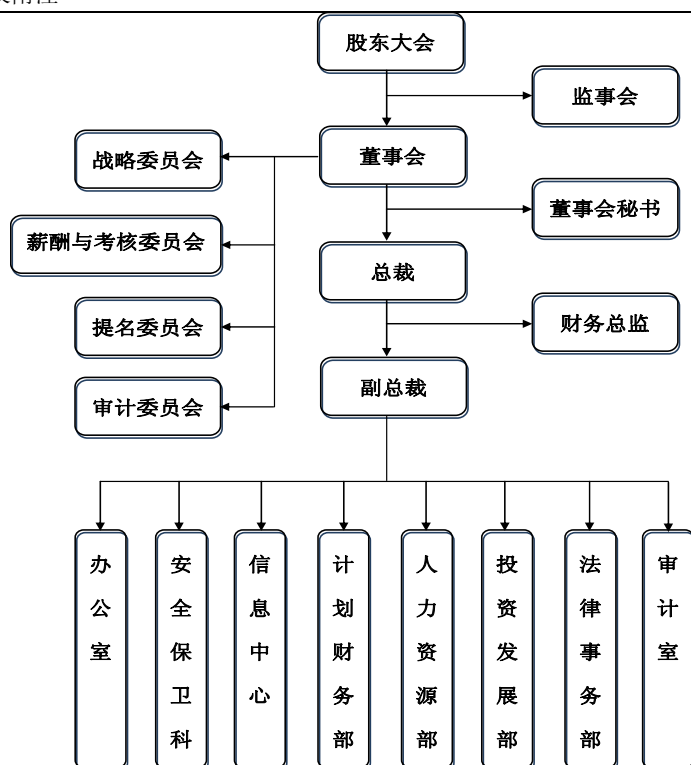 股东大会
监事会
董事会
战略委员会
董事会秘书
薪酬与考核委员会
总裁
提名委员会
财务总监
副总裁
审计委员会
办公室
安全保卫科
信息中心
计划财务部
人力资源部
投资发展部
法律事务部
审计室